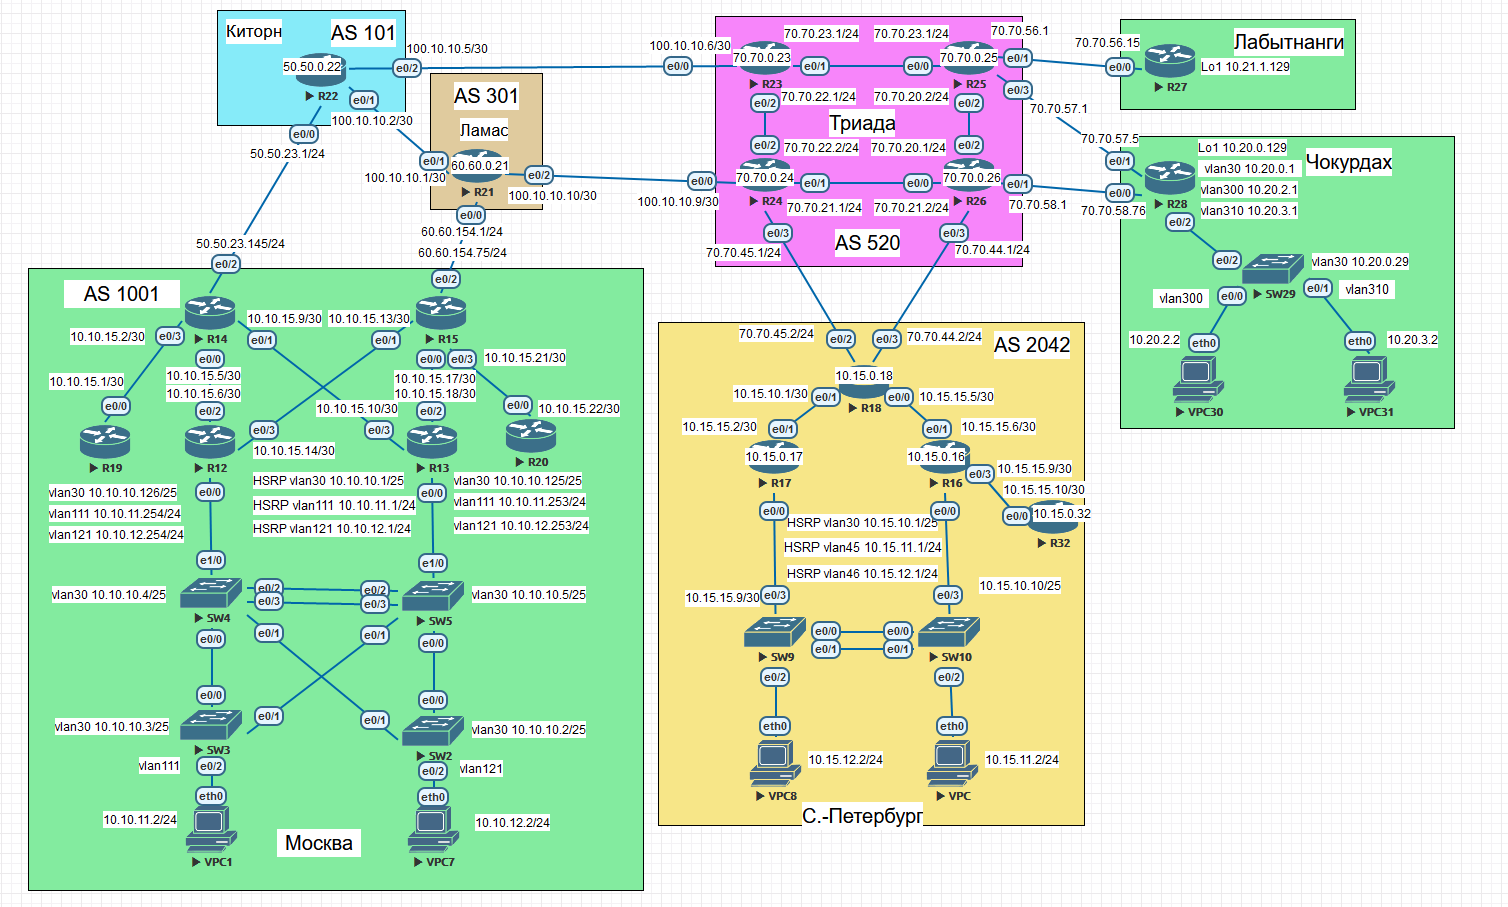 Киторн
AS 101
50.50.0.22
R22
e0/2
100.10.10.5/30
e0/1
100.10.10.2/30
e0/0
50.50.23.1/24
AS 301
Ламас
60.60.0.21
R21
e0/1
100.10.10.1/30
e0/2
100.10.10.10/30
e0/0
60.60.154.1/24
60.60.154.75/24
e0/2
50.50.23.145/24
e0/2
100.10.10.6/30
e0/0
70.70.0.23
R23
70.70.23.1/24
e0/1
70.70.23.1/24
e0/0
70.70.0.25
R25
70.70.56.1
e0/1
e0/3
70.70.57.1
e0/2
70.70.22.1/24
70.70.20.2/24
e0/2
Триада
e0/2
70.70.22.2/24
70.70.20.1/24
e0/2
100.10.10.9/30
e0/0
70.70.0.24
R24
e0/1
70.70.21.1/24
e0/0
70.70.21.2/24
70.70.0.26
R26
e0/1
70.70.58.1
AS 520
e0/3
70.70.45.1/24
e0/3
70.70.44.1/24
Лабытнанги
70.70.56.15
e0/0
Lo1 10.21.1.129
R27
Чокурдах
70.70.57.5
e0/1
e0/0
70.70.58.76
R28
Lo1 10.20.0.129
vlan30 10.20.0.1
vlan300 10.20.2.1
vlan310 10.20.3.1
e0/2
e0/2
vlan30 10.20.0.29
SW29
vlan300
e0/0
e0/1
vlan310
10.20.2.2
eth0
VPC30
eth0
10.20.3.2
VPC31
AS 1001
R14
R15
10.10.15.2/30
e0/3
10.10.15.9/30
e0/1
10.10.15.13/30
e0/1
e0/0
10.10.15.5/30
10.10.15.6/30
e0/2
e0/0
e0/3
10.10.15.21/30
10.10.15.17/30
10.10.15.18/30
e0/2
10.10.15.1/30
e0/0
R19
R12
e0/3
10.10.15.14/30
10.10.15.10/30
e0/3
R13
e0/0
10.10.15.22/30
R20
vlan30 10.10.10.126/25
vlan111 10.10.11.254/24
vlan121 10.10.12.254/24
e0/0
HSRP vlan30 10.10.10.1/25
HSRP vlan111 10.10.11.1/24
HSRP vlan121 10.10.12.1/24
e0/0
vlan30 10.10.10.125/25
vlan111 10.10.11.253/24
vlan121 10.10.12.253/24
e1/0
e1/0
vlan30 10.10.10.4/25
SW4
e0/2
e0/3
e0/2
e0/3
SW5
vlan30 10.10.10.5/25
e0/0
e0/1
e0/1
e0/0
e0/0
e0/1
e0/1
e0/0
vlan30 10.10.10.3/25
SW3
SW2
vlan30 10.10.10.2/25
vlan111
e0/2
e0/2
vlan121
eth0
eth0
10.10.11.2/24
VPC1
10.10.12.2/24
VPC7
Москва
AS 2042
70.70.45.2/24
e0/2
e0/3
70.70.44.2/24
10.15.0.18
R18
10.15.10.1/30
e0/1
e0/0
10.15.15.5/30
10.15.15.2/30
e0/1
e0/1
10.15.15.6/30
10.15.0.17
R17
10.15.0.16
R16
e0/3
10.15.15.9/30
10.15.15.10/30
e0/0
10.15.0.32
R32
e0/0
e0/0
HSRP vlan30 10.15.10.1/25
HSRP vlan45 10.15.11.1/24
HSRP vlan46 10.15.12.1/24
10.15.15.9/30
e0/3
e0/3
10.15.10.10/25
SW9
e0/0
e0/1
e0/0
e0/1
SW10
e0/2
e0/2
eth0
eth0
VPC8
10.15.12.2/24
VPC
10.15.11.2/24
С.-Петербург